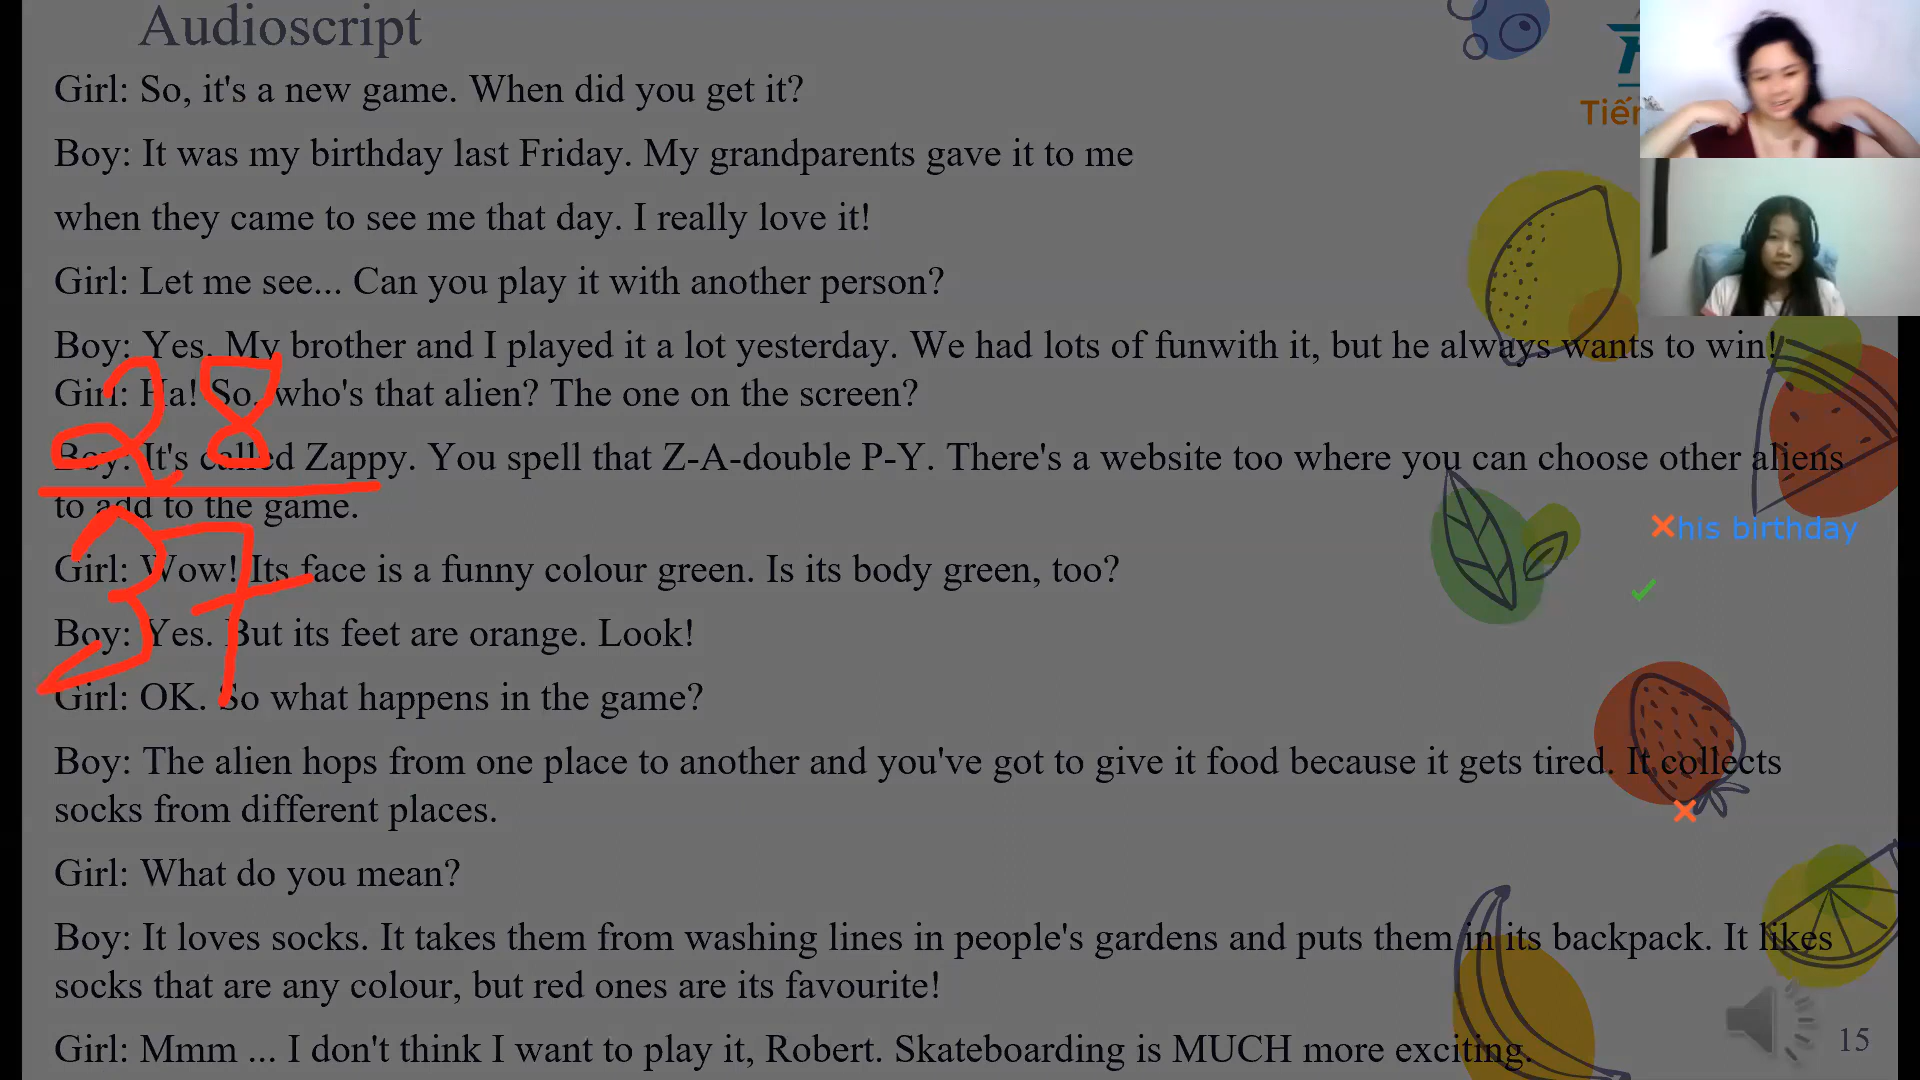 Audioscript
Girl: So, it's a new game. When did you get it?
Boy: It was my birthday last Friday. My grandparents gave it to me
when they came to see me that day. I really love it!
Girl: Let me see... Can you play it with another person?
Boy: Yes. My brother and I played it a lot yesterday. We had lots of funwith it, but he always wants to win!
Girl: Ha! So, who's that alien? The one on the screen?
Boy: It's called Zappy. You spell that Z-A-double P-Y. There's a website too where you can choose other aliens
to add to the game.
Girl: Wow! Its face is a funny colour green. Is its body green, too?
Boy: Yes. But its feet are orange. Look!
Girl: OK. So what happens in the game?
Boy: The alien hops from one place to another and you've got to give it food because it gets tired. It collects
socks from different places.
Girl: What do you mean?
Boy: It loves socks. It takes them from washing lines in people's gardens and puts them in its backpack. It likes
socks that are any colour, but red ones are its favourite!
Girl: Mmm ... I don't think I want to play it, Robert. Skateboarding is MUCH more exciting.
28
37
his birthday
15